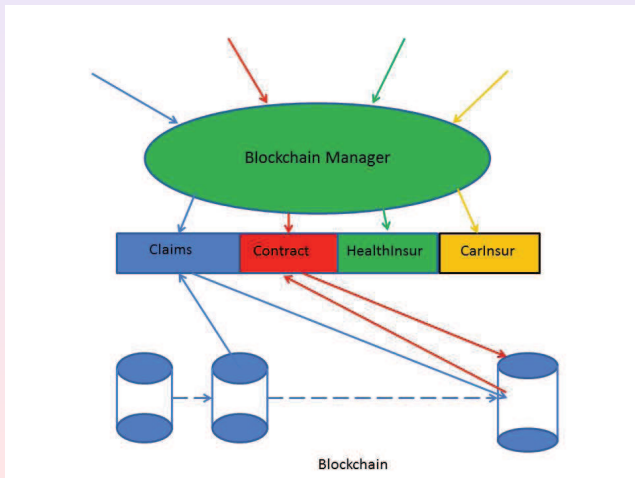 Blockchain Manager
Claims
Contract
HealthInsur
CarInsur
Blockchain